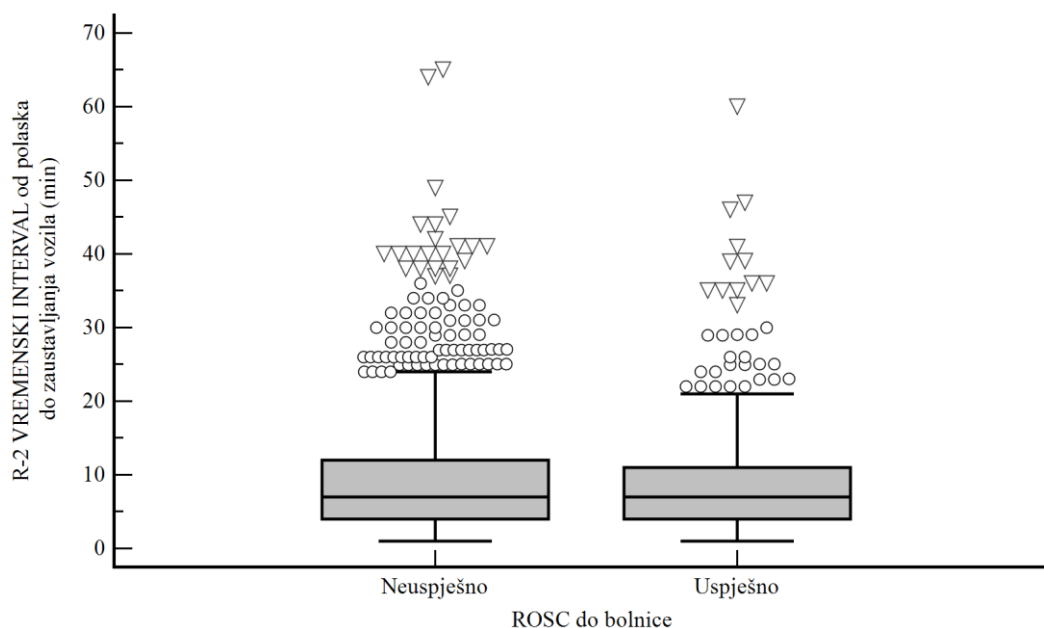 R-2 VREMENSKI INTERVAL od polaska
do zaustavljanja vozila (min)
70
60
50
40
30
20
10
0
Neuspješno
Uspješno
ROSC do bolnice